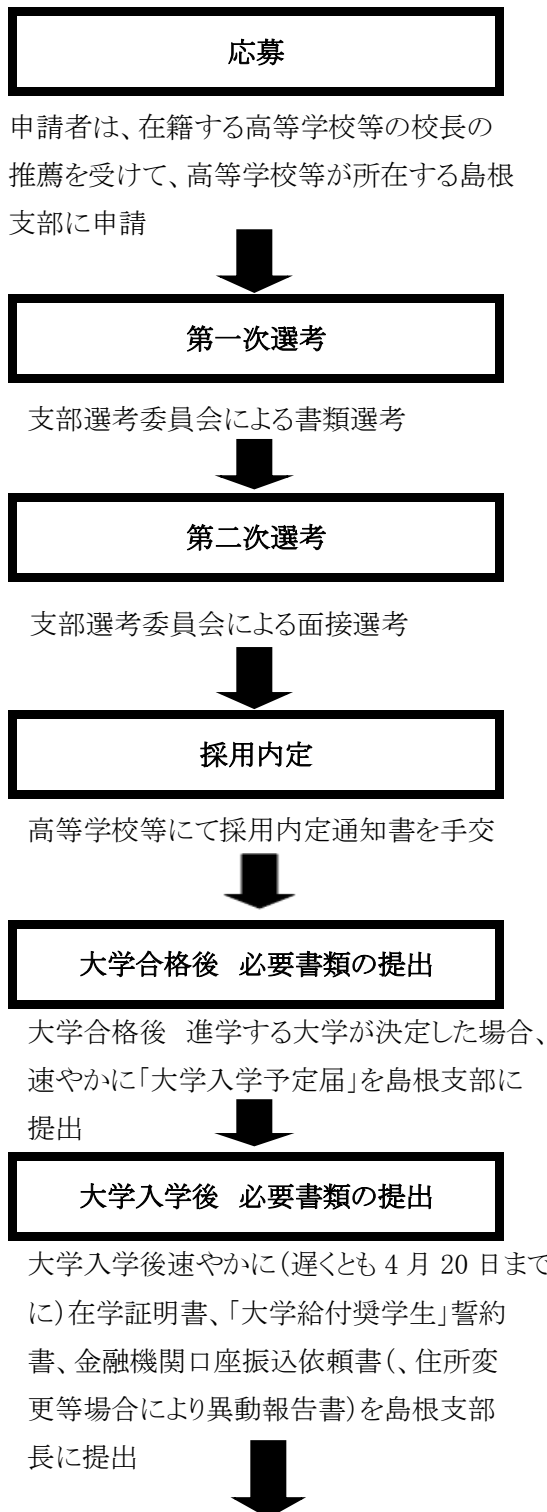 応募
申請者は、在籍する高等学校等の校長の
推薦を受けて、高等学校等が所在する島根
支部に申請
第一次選考
支部選考委員会による書類選考
第二次選考
支部選考委員会による面接選考
採用内定
高等学校等にて採用内定通知書を手交
大学合格後 必要書類の提出
大学合格後 進学する大学が決定した場合、
速やかに「大学入学予定届」を島根支部に
提出
大学入学後 必要書類の提出
大学入学後速やかに（遅くとも 4 月 20 日まで
に）在学証明書、「大学給付奨学生」誓約
書、金融機関口座振込依頼書（、住所変
更等場合により異動報告書）を島根支部
長に提出